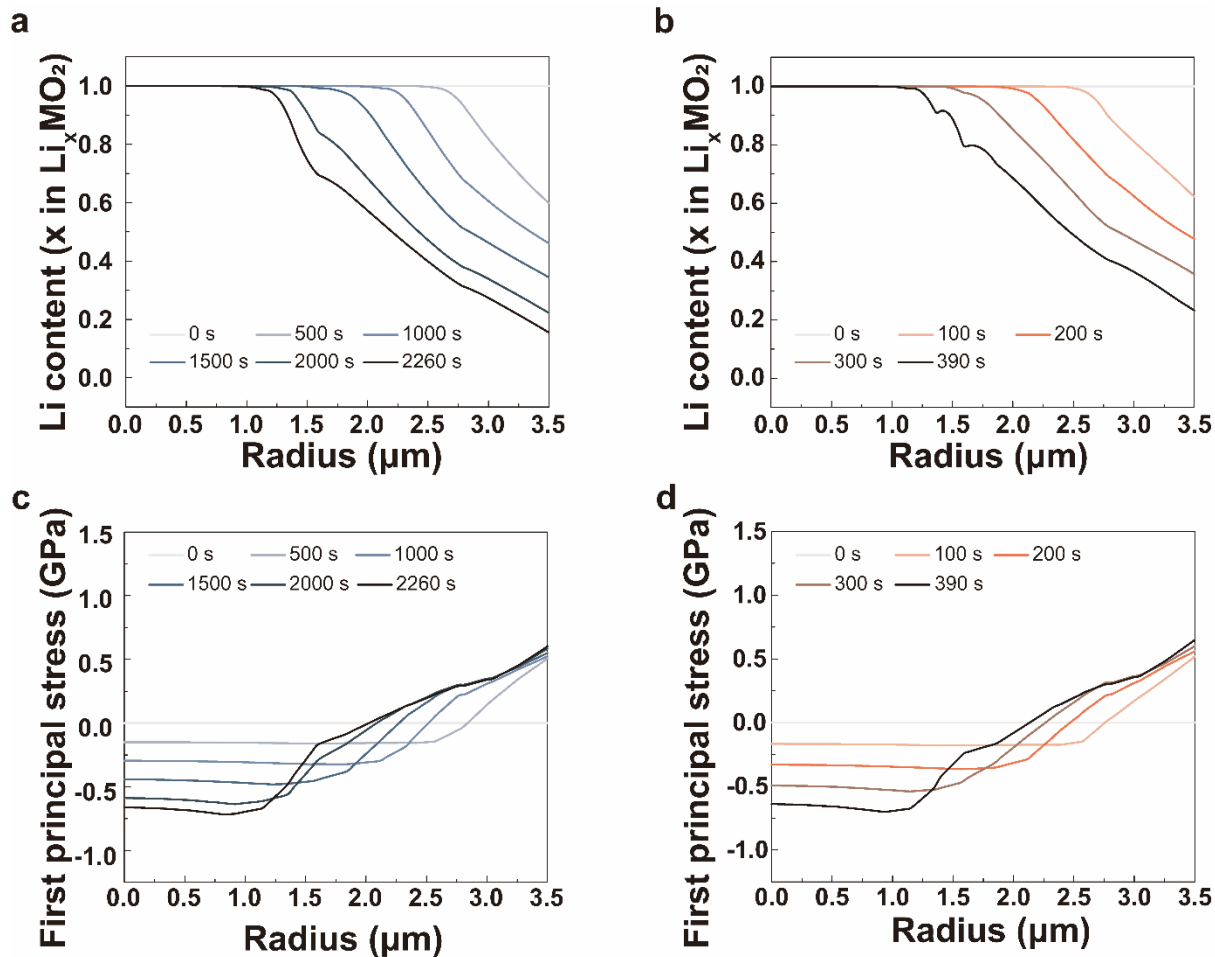 a
Li content (x in LiₓMO₂)
1.0
0.8
0.6
0.4
0.2
0.0
0 s 500 s 1000 s
1500 s 2000 s 2260 s
0.0 0.5 1.0 1.5 2.0 2.5 3.0 3.5
Radius (µm)
b
Li content (x in LiₓMO₂)
1.0
0.8
0.6
0.4
0.2
0.0
0 s 100 s 200 s
300 s 390 s
0.0 0.5 1.0 1.5 2.0 2.5 3.0 3.5
Radius (µm)
c
First principal stress (GPa)
1.5
1.0
0.5
0.0
-0.5
-1.0
0 s 500 s 1000 s
1500 s 2000 s 2260 s
0.0 0.5 1.0 1.5 2.0 2.5 3.0 3.5
Radius (µm)
d
First principal stress (GPa)
1.5
1.0
0.5
0.0
-0.5
-1.0
0 s 100 s 200 s
300 s 390 s
0.0 0.5 1.0 1.5 2.0 2.5 3.0 3.5
Radius (µm)